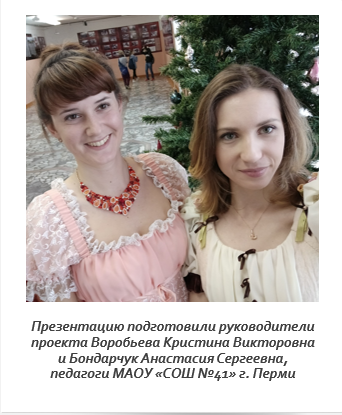 Презентацию подготовили руководители
проекта Воробьева Кристина Викторовна
и Бондарчук Анастасия Сергеевна,
педагоги МАОУ «СОШ №41» г. Перми